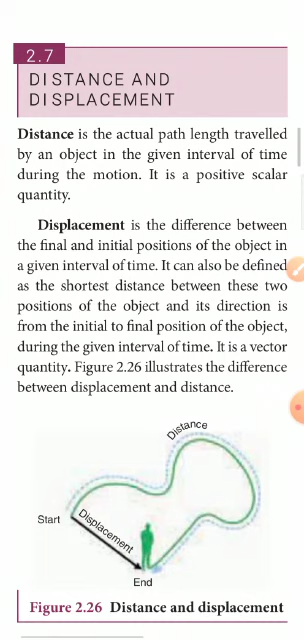 2.7
DISTANCE AND
DISPLACEMENT
Distance is the actual path length travelled
by an object in the given interval of time
during the motion. It is a positive scalar
quantity.
Displacement is the difference between
the final and initial positions of the object in
a given interval of time. It can also be defined
as the shortest distance between these two
positions of the object and its direction is
from the initial to final position of the object,
during the given interval of time. It is a vector
quantity. Figure 2.26 illustrates the difference
between displacement and distance.
Distance
Start
Displacement
End
Figure 2.26 Distance and displacement